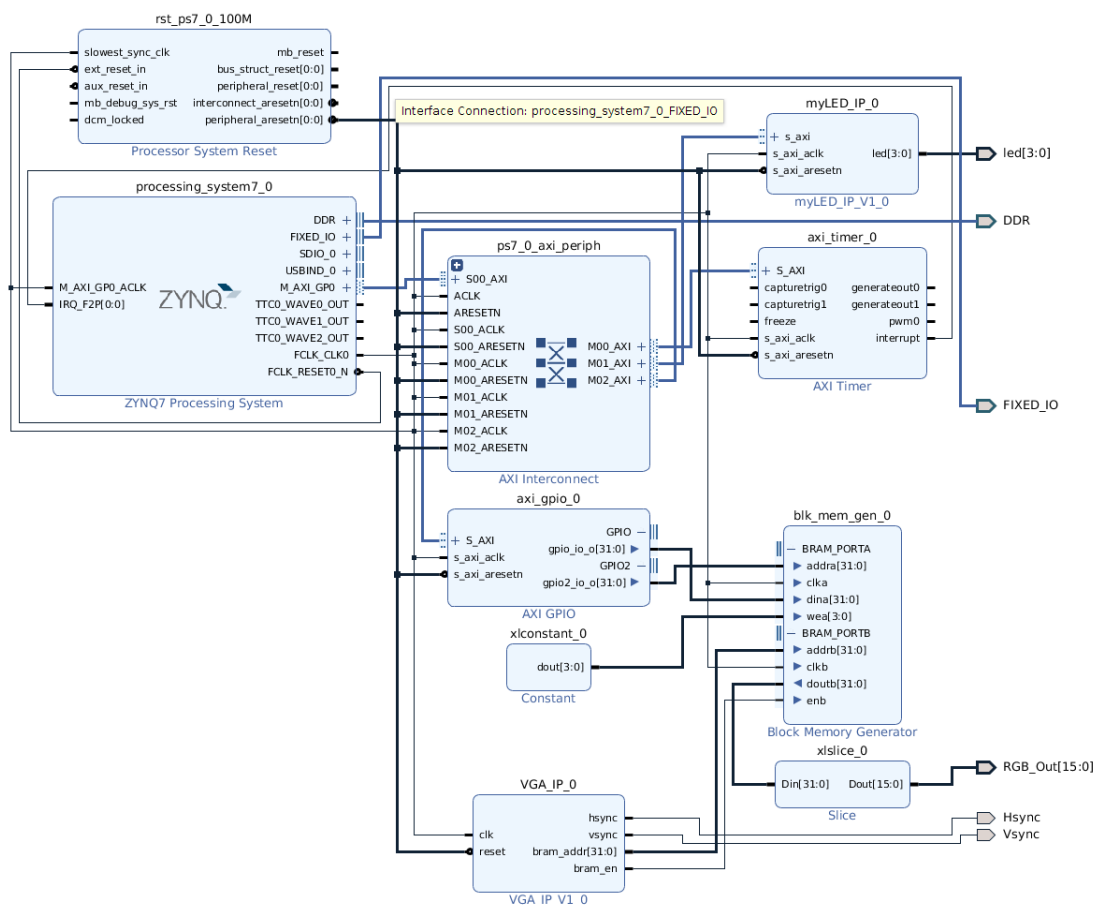 rst_ps7_0_100M
slowest_sync_clk
ext_reset_in
aux_reset_in
mb_debug_sys_rst
dcm_locked
mb_reset
bus_struct_reset[0:0]
peripheral_reset[0:0]
interconnect_aresetn[0:0]
peripheral_aresetn[0:0]
Processor System Reset
Interface Connection: processing_system7_0_FIXED_IO
myLED_IP_0
s_axi
s_axi_aclk
s_axi_aresetn
led[3:0]
myLED_IP_V1_0
led[3:0]
DDR
FIXED_IO
processing_system7_0
M_AXI_GP0_ACLK
IRQ_F2P[0:0]
ZYNQ
DDR
FIXED_IO
SDIO_0
USBIND_0
M_AXI_GP0
TTC0_WAVE0_OUT
TTC0_WAVE1_OUT
TTC0_WAVE2_OUT
FCLK_CLK0
FCLK_RESET0_N
ZYNQ7 Processing System
ps7_0_axi_periph
S00_AXI
ACLK
ARESETN
S00_ACLK
S00_ARESETN
M00_ACLK
M00_ARESETN
M01_ACLK
M01_ARESETN
M02_ACLK
M02_ARESETN
M00_AXI
M01_AXI
M02_AXI
AXI Interconnect
axi_timer_0
S_AXI
capturetrig0
capturetrig1
freeze
s_axi_aclk
s_axi_aresetn
generateout0
generateout1
pwm0
interrupt
AXI Timer
axi_gpio_0
S_AXI
s_axi_aclk
s_axi_aresetn
GPIO
gpio_io_o[31:0]
GPIO2
gpio2_io_o[31:0]
AXI GPIO
xlconstant_0
dout[3:0]
Constant
blk_mem_gen_0
BRAM_PORTA
addra[31:0]
clka
dina[31:0]
wea[3:0]
BRAM_PORTB
addrb[31:0]
clkb
doutb[31:0]
enb
Block Memory Generator
xlslice_0
Din[31:0]
Dout[15:0]
Slice
RGB_Out[15:0]
Hsync
Vsync
VGA_IP_0
clk
reset
hsync
vsync
bram_addr[31:0]
bram_en
VGA_IP_V1_0